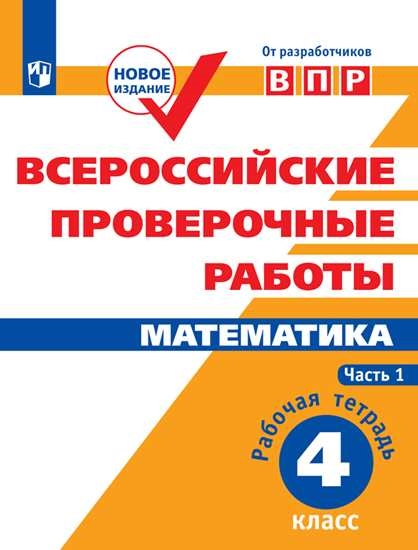 НОВОЕ
ИЗДАНИЕ
От разработчиков
ВПР
ВСЕРОССИЙСКИЕ
ПРОВЕРОЧНЫЕ
РАБОТЫ
МАТЕМАТИКА
Часть 1
Рабочая тетрадь
4
класс